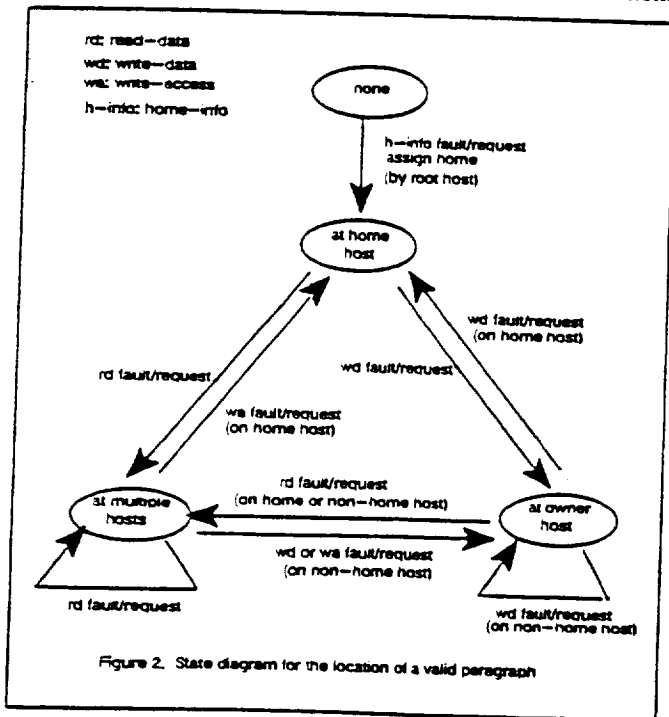 rd: read-data
wd: write-data
wa: write-access
h-info: home-info
none
h-info fault/request
assign home
(by root host)
at home
host
wd fault/request
(on home host)
rd fault/request
wd fault/request
wa fault/request
(on home host)
rd fault/request
(on home or non-home host)
at multiple
hosts
at owner
host
wd or wa fault/request
(on non-home host)
rd fault/request
wd fault/request
(on non-home host)
Figure 2. State diagram for the location of a valid paragraph